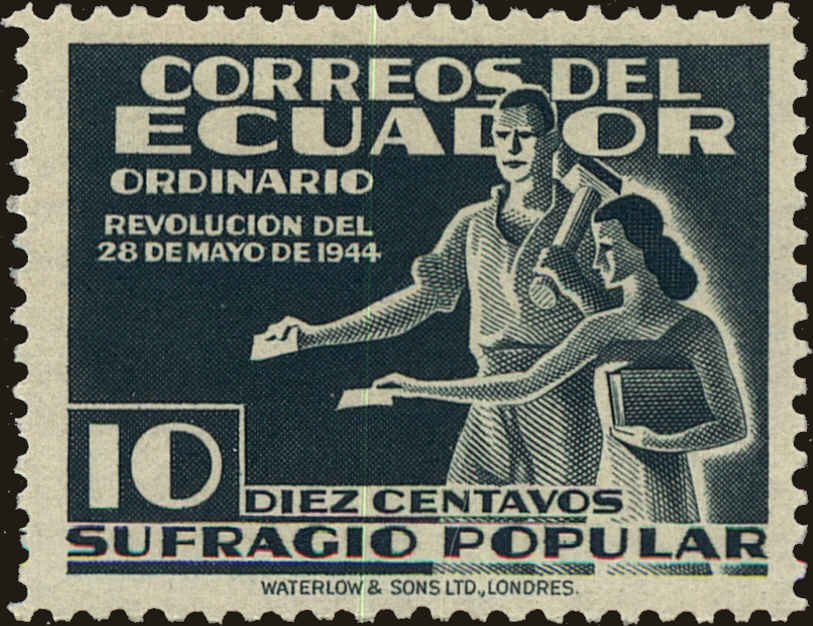 CORREOS DEL
ECUADOR
ORDINARIO
REVOLUCION DEL
28 DE MAYO DE 1944
10
DIEZ CENTAVOS
SUFRAGIO POPULAR
WATERLOW & SONS LTD., LONDRES.